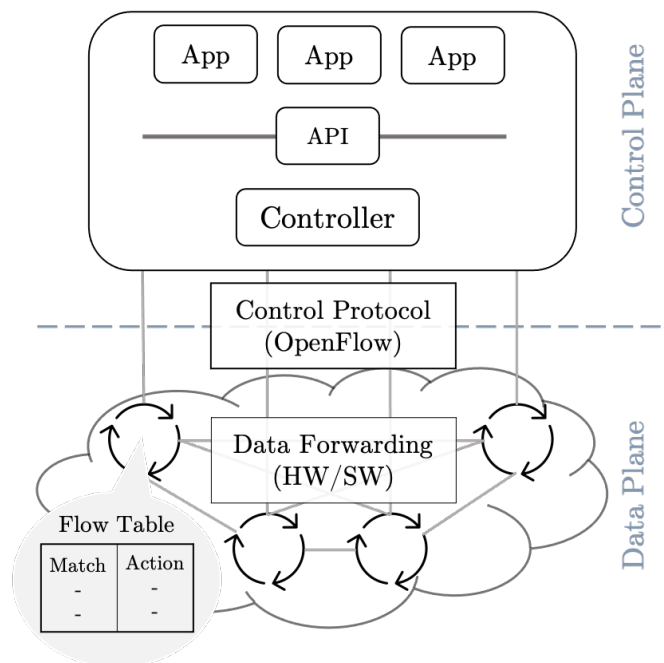 App
App
App
API
Controller
Control Plane
Control Protocol
(OpenFlow)
Data Forwarding
(HW/SW)
Data Plane
Flow Table
Match Action
- -
- -